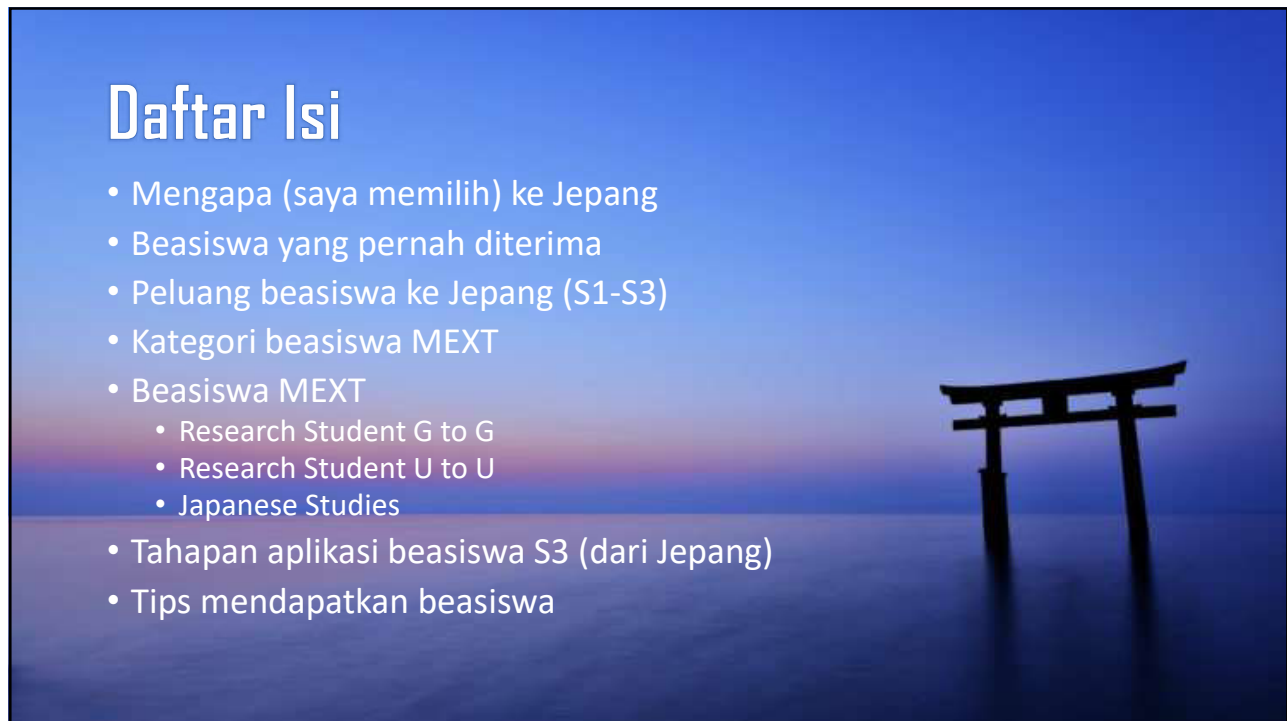 Daftar Isi
• Mengapa (saya memilih) ke Jepang
• Beasiswa yang pernah diterima
• Peluang beasiswa ke Jepang (S1-S3)
• Kategori beasiswa MEXT
• Beasiswa MEXT
• Research Student G to G
• Research Student U to U
• Japanese Studies
• Tahapan aplikasi beasiswa S3 (dari Jepang)
• Tips mendapatkan beasiswa